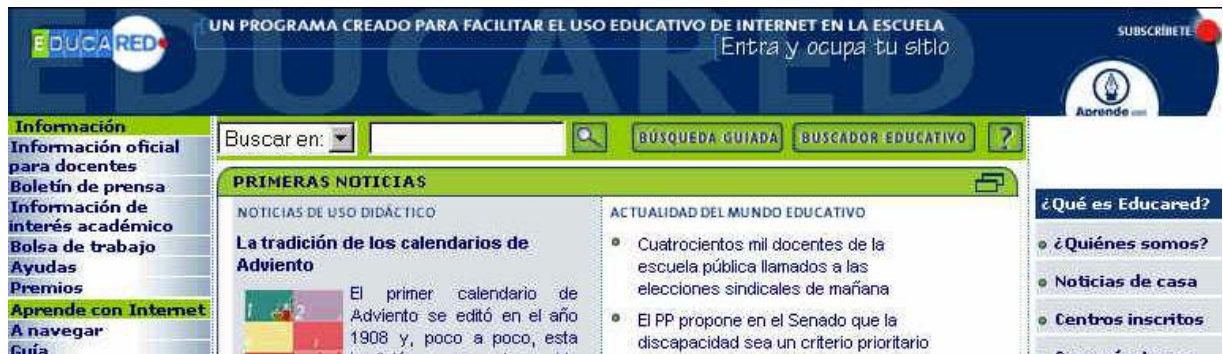 EDUCARED
UN PROGRAMA CREADO PARA FACILITAR EL USO EDUCATIVO DE INTERNET EN LA ESCUELA
Entra y ocupa tu sitio
SUBSCRÍBETE
EDUCARED
Aprende
Información
Información oficial
para docentes
Boletín de prensa
Información de
interés académico
Bolsa de trabajo
Ayudas
Premios
Aprende con Internet
A navegar
Guía
Buscar en:
BÚSQUEDA GUIADA
BUSCADOR EDUCATIVO
?
PRIMERAS NOTICIAS
NOTICIAS DE USO DIDÁCTICO
La tradición de los calendarios de
Adviento
1 2
El primer calendario de
Adviento se editó en el año
1908 y, poco a poco, esta
ACTUALIDAD DEL MUNDO EDUCATIVO
Cuatrocientos mil docentes de la
escuela pública llamados a las
elecciones sindicales de mañana
El PP propone en el Senado que la
discapacidad sea un criterio prioritario
¿Qué es Educared?
¿Quiénes somos?
Noticias de casa
Centros inscritos